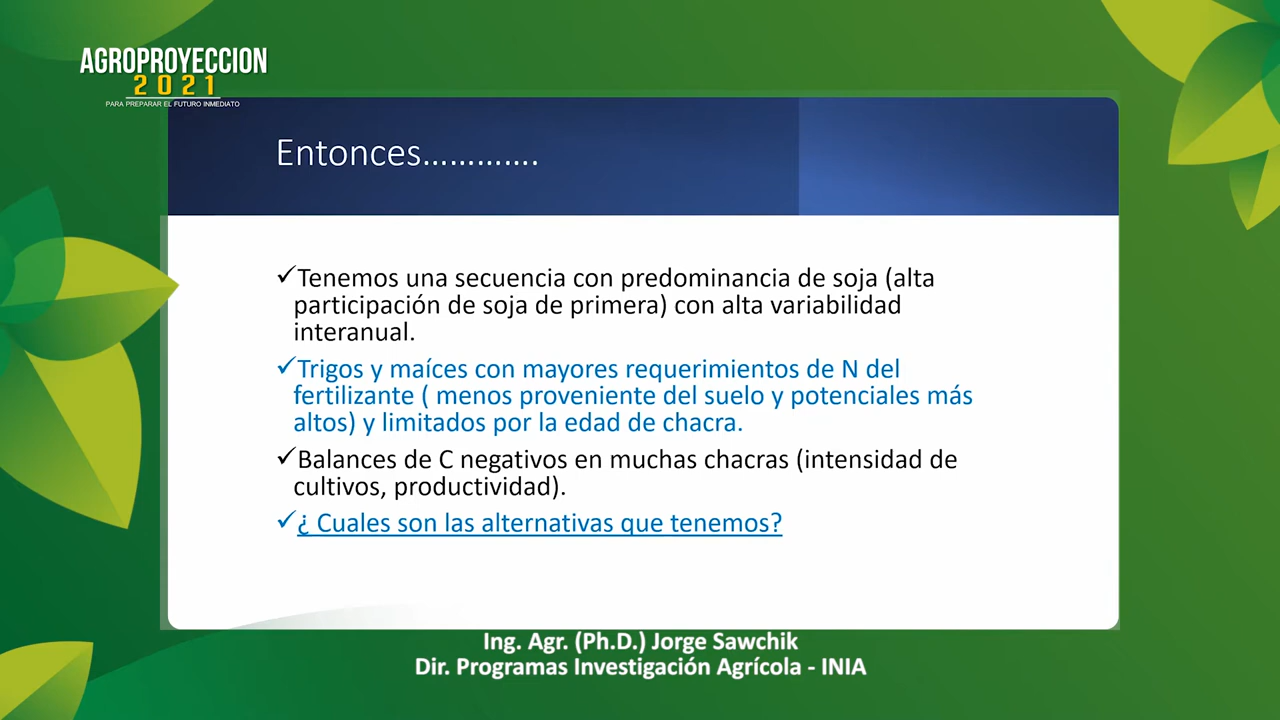 AGROPROYECCION
2021
PARA PREPARAR EL FUTURO INMEDIATO
Entonces………….
✓Tenemos una secuencia con predominancia de soja (alta
participación de soja de primera) con alta variabilidad
interanual.
✓Trigos y maíces con mayores requerimientos de N del
fertilizante ( menos proveniente del suelo y potenciales más
altos) y limitados por la edad de chacra.
✓Balances de C negativos en muchas chacras (intensidad de
cultivos, productividad).
✓¿ Cuales son las alternativas que tenemos?
Ing. Agr. (Ph.D.) Jorge Sawchik
Dir. Programas Investigación Agrícola - INIA